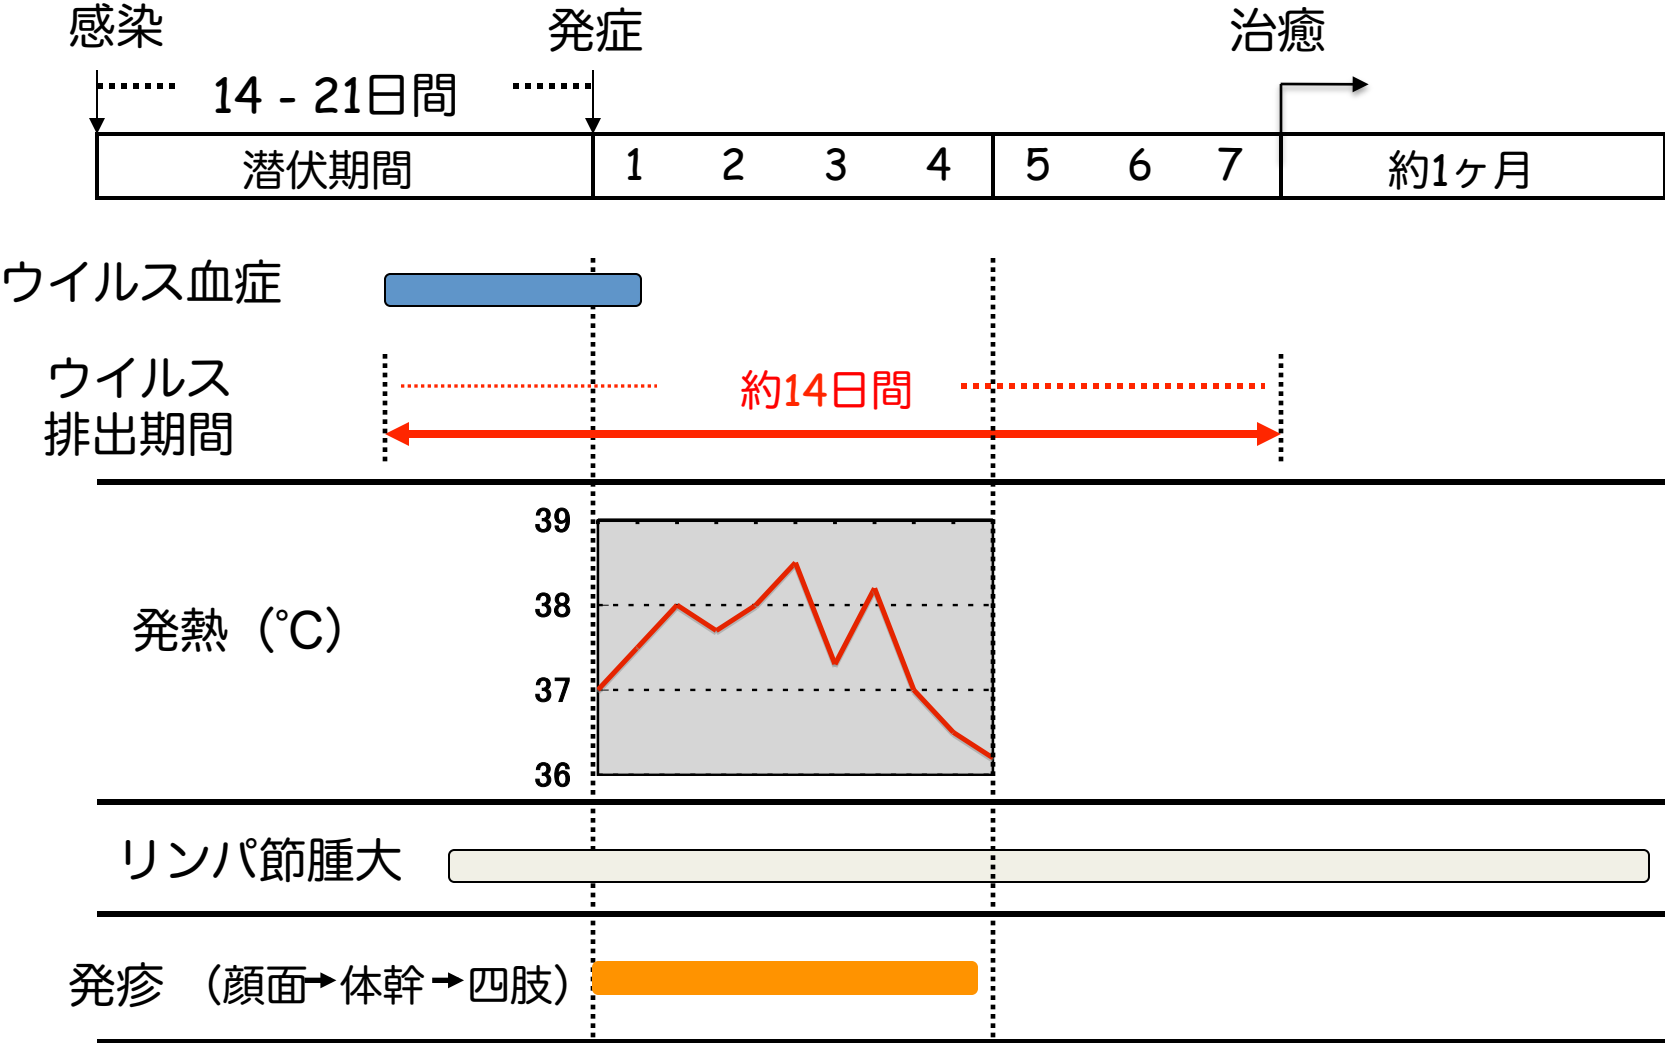 感染
発症
治癒
14 - 21日間
潜伏期間
1 2 3 4 5 6 7
約1ヶ月
ウイルス血症
ウイルス
排出期間
約14日間
発熱（℃）
39
38
37
36
リンパ節腫大
発疹 （顔面→体幹→四肢）